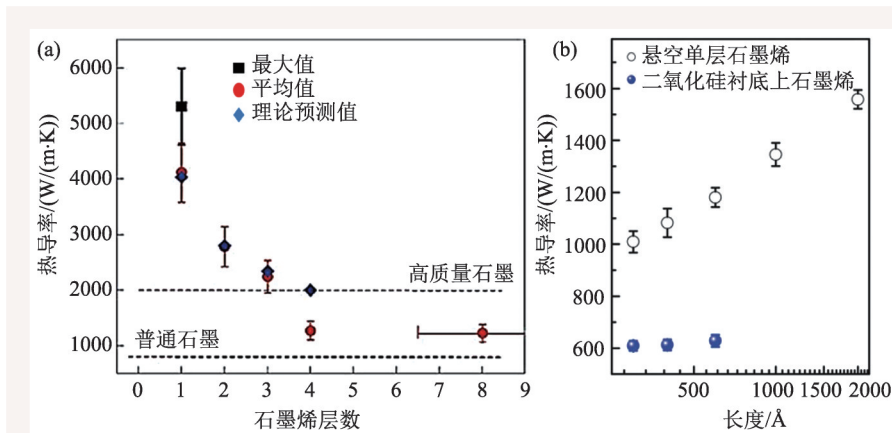 (a)
热导率/(W/(m·K))
6000
5000
4000
3000
2000
1000
最大值
平均值
理论预测值
高质量石墨
普通石墨
0 1 2 3 4 5 6 7 8 9
石墨烯层数
(b)
热导率/(W/(m·K))
1600
1400
1200
1000
800
600
悬空单层石墨烯
二氧化硅衬底上石墨烯
500 1000 1500 2000
长度/Å